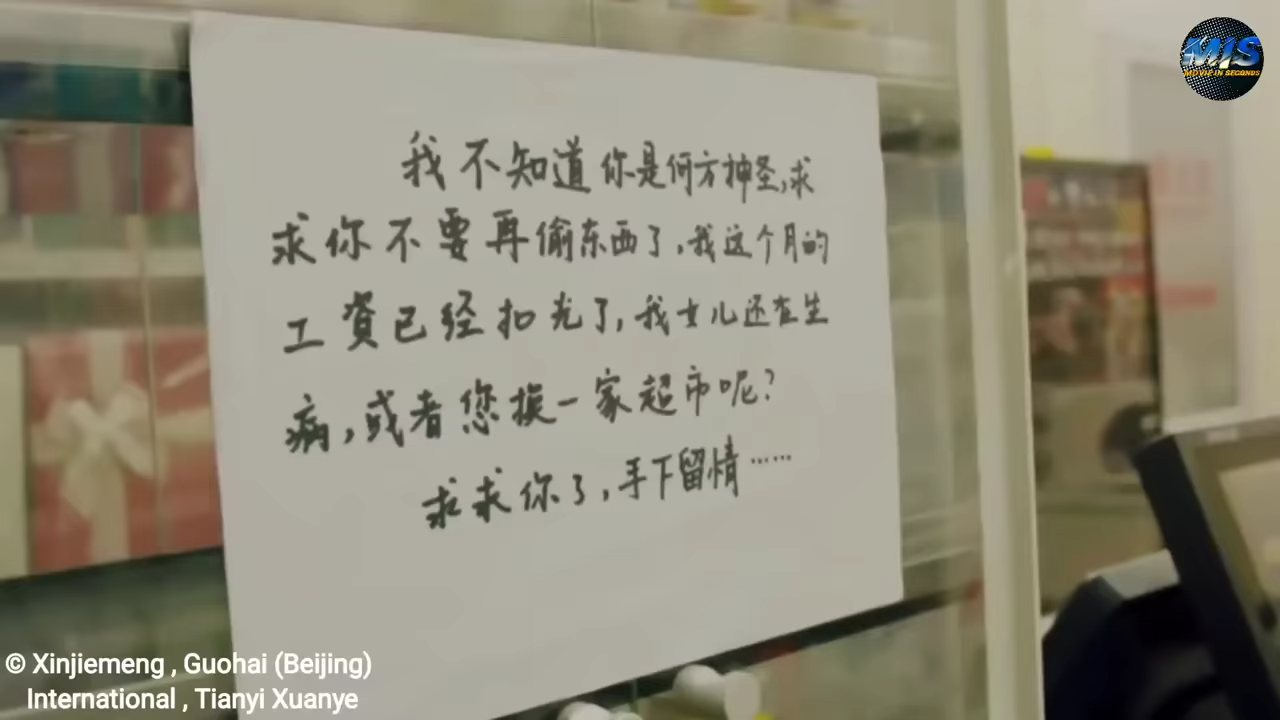 我不知道你是何方神圣,求
求你不要再偷东西了,我这个月的
工资已经扣光了,我女儿还在生
病,或者您换一家超市呢?
求求你了,手下留情……
MIS
MOVIE IN SECONDS
© Xinjiemeng , Guohai (Beijing)
International , Tianyi Xuanye